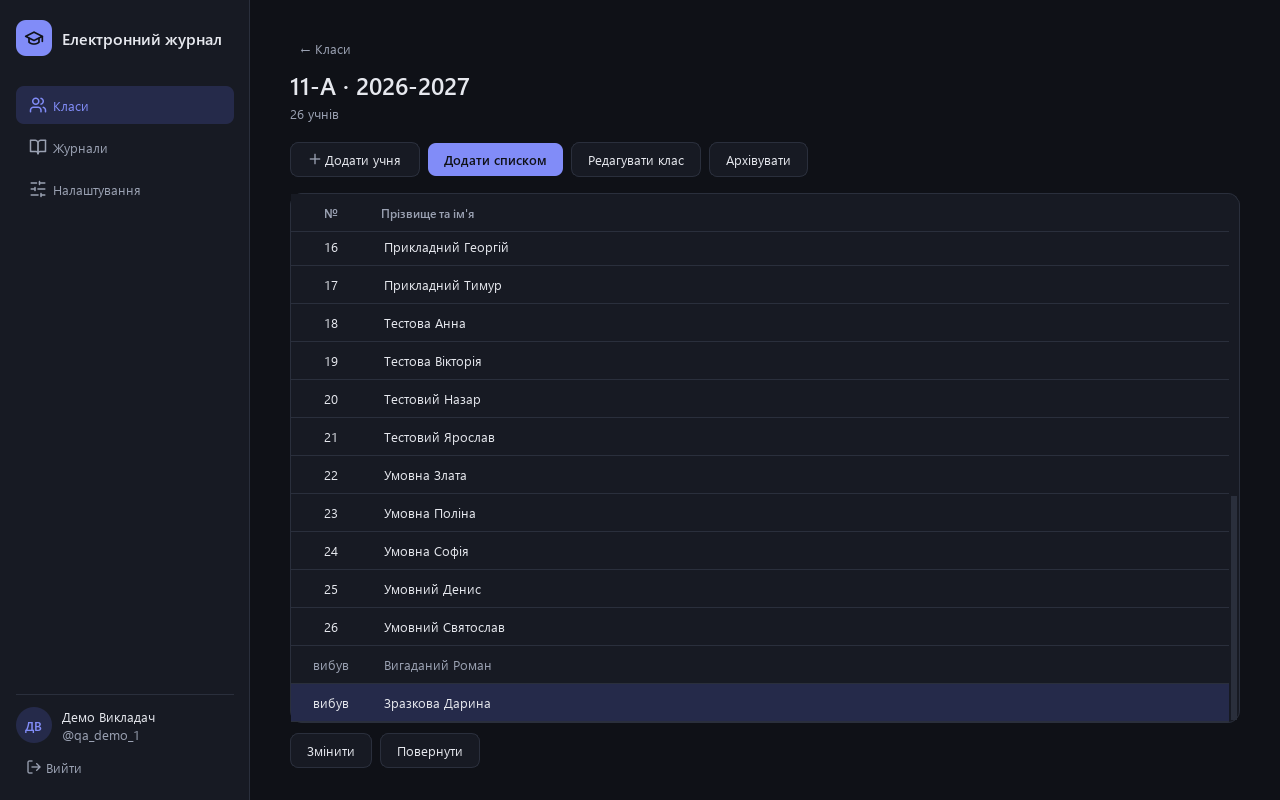 Електронний журнал
Класи
Журнали
Налаштування
Демо Викладач
ДВ
@qa_demo_1
Вийти
← Класи
11-А · 2026-2027
26 учнів
Додати учня Додати списком Редагувати клас Архівувати
№ Прізвище та ім'я
16 Прикладний Георгій
17 Прикладний Тимур
18 Тестова Анна
19 Тестова Вікторія
20 Тестовий Назар
21 Тестовий Ярослав
22 Умовна Злата
23 Умовна Поліна
24 Умовна Софія
25 Умовний Денис
26 Умовний Святослав
вибув Вигаданий Роман
вибув Зразкова Дарина
Змінити Повернути